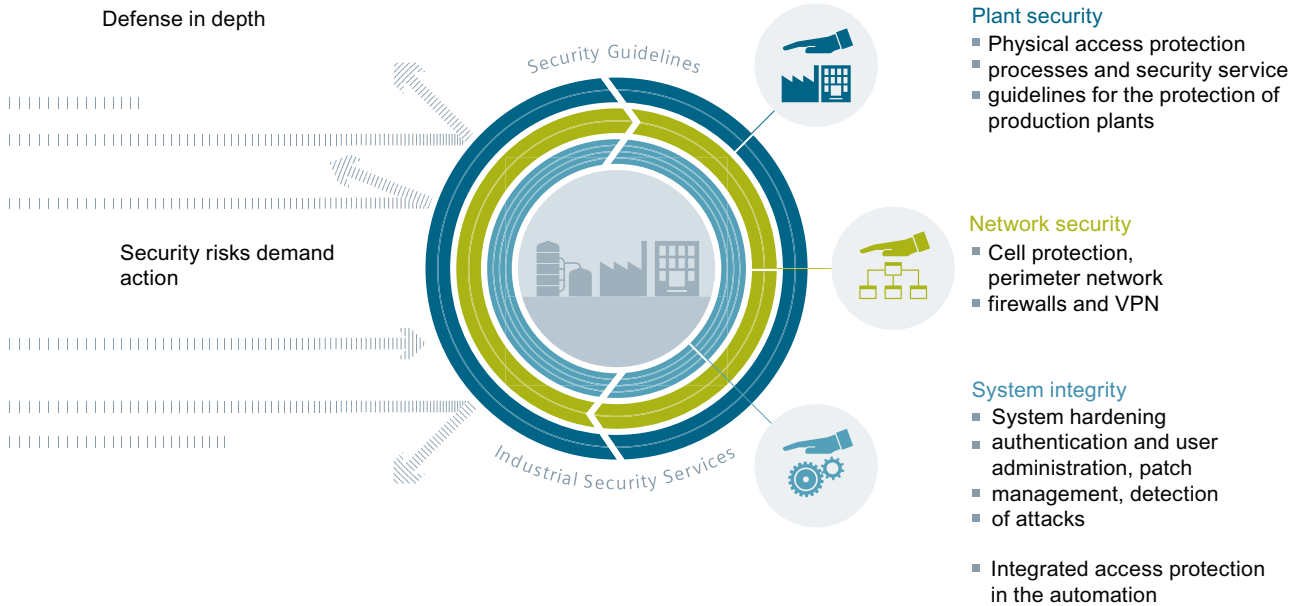 Defense in depth
Security risks demand
action
Security Guidelines
Industrial Security Services
Plant security
Physical access protection
processes and security service
guidelines for the protection of
production plants
Network security
Cell protection,
perimeter network
firewalls and VPN
System integrity
System hardening
authentication and user
administration, patch
management, detection
of attacks
Integrated access protection
in the automation